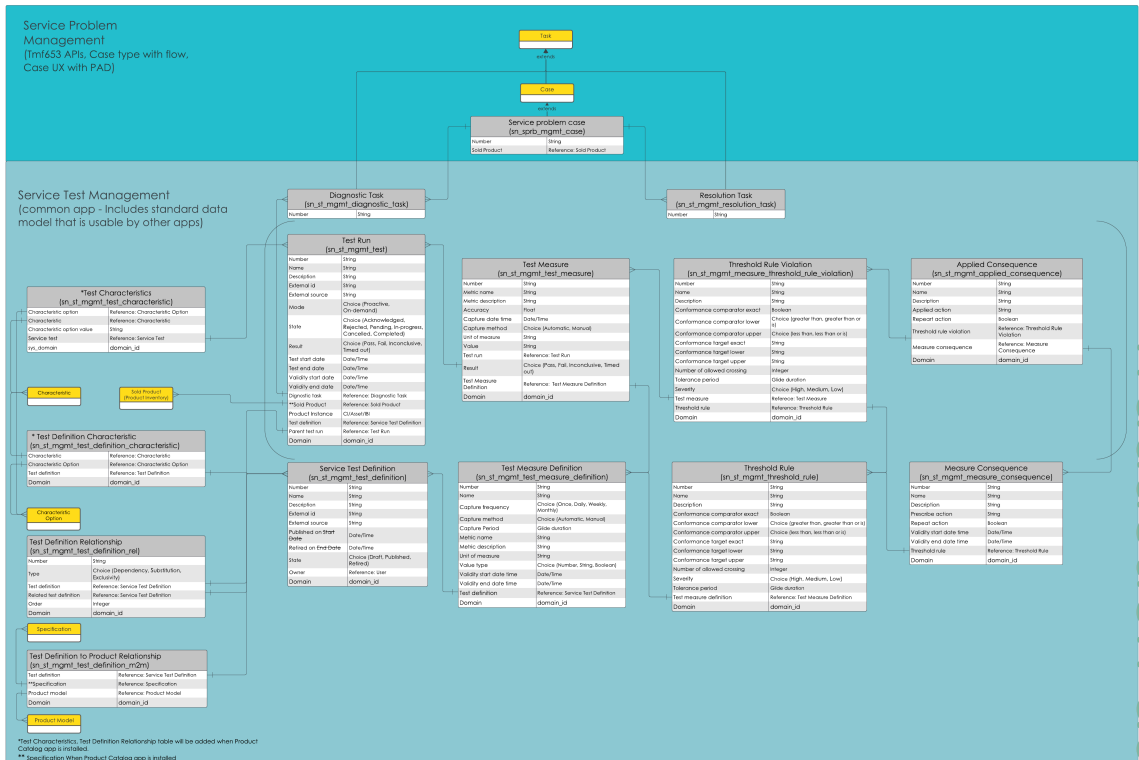 Service Problem
Management
(Tmf653 APIs, Case type with flow,
Case UX with PAD)
Task
extends
Case
extends
Service problem case
(sn_sprb_mgmt_case)
Number String
Sold Product Reference: Sold Product
Service Test Management
(common app - Includes standard data
model that is usable by other apps)
Diagnostic Task
(sn_st_mgmt_diagnostic_task)
Number String
Resolution Task
(sn_st_mgmt_resolution_task)
Number String
Test Run
(sn_st_mgmt_test)
Number String
Name String
Description String
External id String
External source String
Mode Choice (Proactive,
On-demand)
State Choice (Acknowledged,
Rejected, Pending, In-progress,
Cancelled, Completed)
Result Choice (Pass, Fail, Inconclusive,
Timed out)
Test start date Date/Time
Test end date Date/Time
Validity start date Date/Time
Validity end date Date/Time
Dignostic task Reference: Diagnostic Task
**Sold Product Reference: Sold Product
Product Instance CI/Asset/IBI
Test definition Reference: Service Test Definition
Parent test run Reference: Test Run
Domain domain_id
Test Measure
(sn_st_mgmt_test_measure)
Number String
Metric name String
Metric description String
Accuracy Float
Capture date time Date/Time
Capture method Choice (Automatic, Manual)
Unit of measure String
Value String
Test run Reference: Test Run
Result Choice (Pass, Fail, Inconclusive, Timed
out)
Test Measure
Definition Reference: Test Measure Definition
Domain domain_id
Threshold Rule Violation
(sn_st_mgmt_measure_threshold_rule_violation)
Number String
Name String
Description String
Conformance comparator exact Boolean
Conformance comparator lower Choice (greater than, greater than or
is)
Conformance comparator upper Choice (less than, less than or is)
Conformance target exact String
Conformance target lower String
Conformance target upper String
Number of allowed crossing Integer
Tolerance period Glide duration
Severity Choice (High, Medium, Low)
Test measure Reference: Test Measure
Threshold rule Reference: Threshold Rule
Domain domain_id
Applied Consequence
(sn_st_mgmt_applied_consequence)
Number String
Name String
Description String
Applied action String
Repeart action Boolean
Threshold rule violation Reference: Threshold Rule
Violation
Measure consequence Reference: Measure
Consequence
Domain domain_id
*Test Characteristics
(sn_st_mgmt_test_characteristic)
Characteristic option Reference: Characteristic Option
Characteristic Reference: Characteristic
Characteristic option value String
Service test Reference: Service Test
sys_domain domain_id
Characteristic
Sold Product
(Product Inventory)
* Test Definition Characteristic
(sn_st_mgmt_test_definition_characteristic)
Characteristic Reference: Characteristic
Characteristic Option Reference: Characteristic Option
Test definition Reference: Test Definition
Domain domain_id
Characterisitic
Option
Service Test Definition
(sn_st_mgmt_test_definition)
Number String
Name String
Description String
External id String
External source String
Published on Start
Date Date/Time
Retired on End Date Date/Time
State Choice (Draft, Published,
Retired)
Owner Reference: User
Domain domain_id
Test Measure Definition
(sn_st_mgmt_test_measure_definition)
Number String
Name String
Capture frequency Choice (Once, Daily, Weekly,
Monthly)
Capture method Choice (Automatic, Manual)
Capture Period Glide duration
Metric name String
Metric description String
Unit of measure String
Value type Choice (Number, String, Boolean)
Validity start date time Date/Time
Validity end date time Date/Time
Test definition Reference: Service Test Definition
Domain domain_id
Threshold Rule
(sn_st_mgmt_threshold_rule)
Number String
Name String
Description String
Conformance comparator exact Boolean
Conformance comparator lower Choice (greater than, greater than or is)
Conformance comparator upper Choice (less than, less than or is)
Conformance target exact String
Conformance target lower String
Conformance target upper String
Number of allowed crossing Integer
Severity Choice (High, Medium, Low)
Tolerance period Glide duration
Test measure definition Reference: Test Measure Definition
Domain domain_id
Measure Consequence
(sn_st_mgmt_measure_consequence)
Number String
Name String
Description String
Prescribe action String
Repeat action Boolean
Validity start date time Date/Time
Validity end date time Date/Time
Threshold rule Reference: Threshold Rule
Domain domain_id
Test Definition Relationship
(sn_st_mgmt_test_definition_rel)
Number String
Type Choice (Dependency, Substitution,
Exclusivity)
Test definition Reference: Service Test Definition
Related test definition Reference: Service Test Definition
Order Integer
Domain domain_id
Specification
Test Definition to Product Relationship
(sn_st_mgmt_test_definition_m2m)
Test definition Reference: Service Test Definition
**Specification Reference: Specification
Product model Reference: Product Model
Domain domain_id
Product Model
*Test Characteristics, Test Definition Relationship table will be added when Product
Catalog app is installed.
** Specification When Product Catalog app is installed